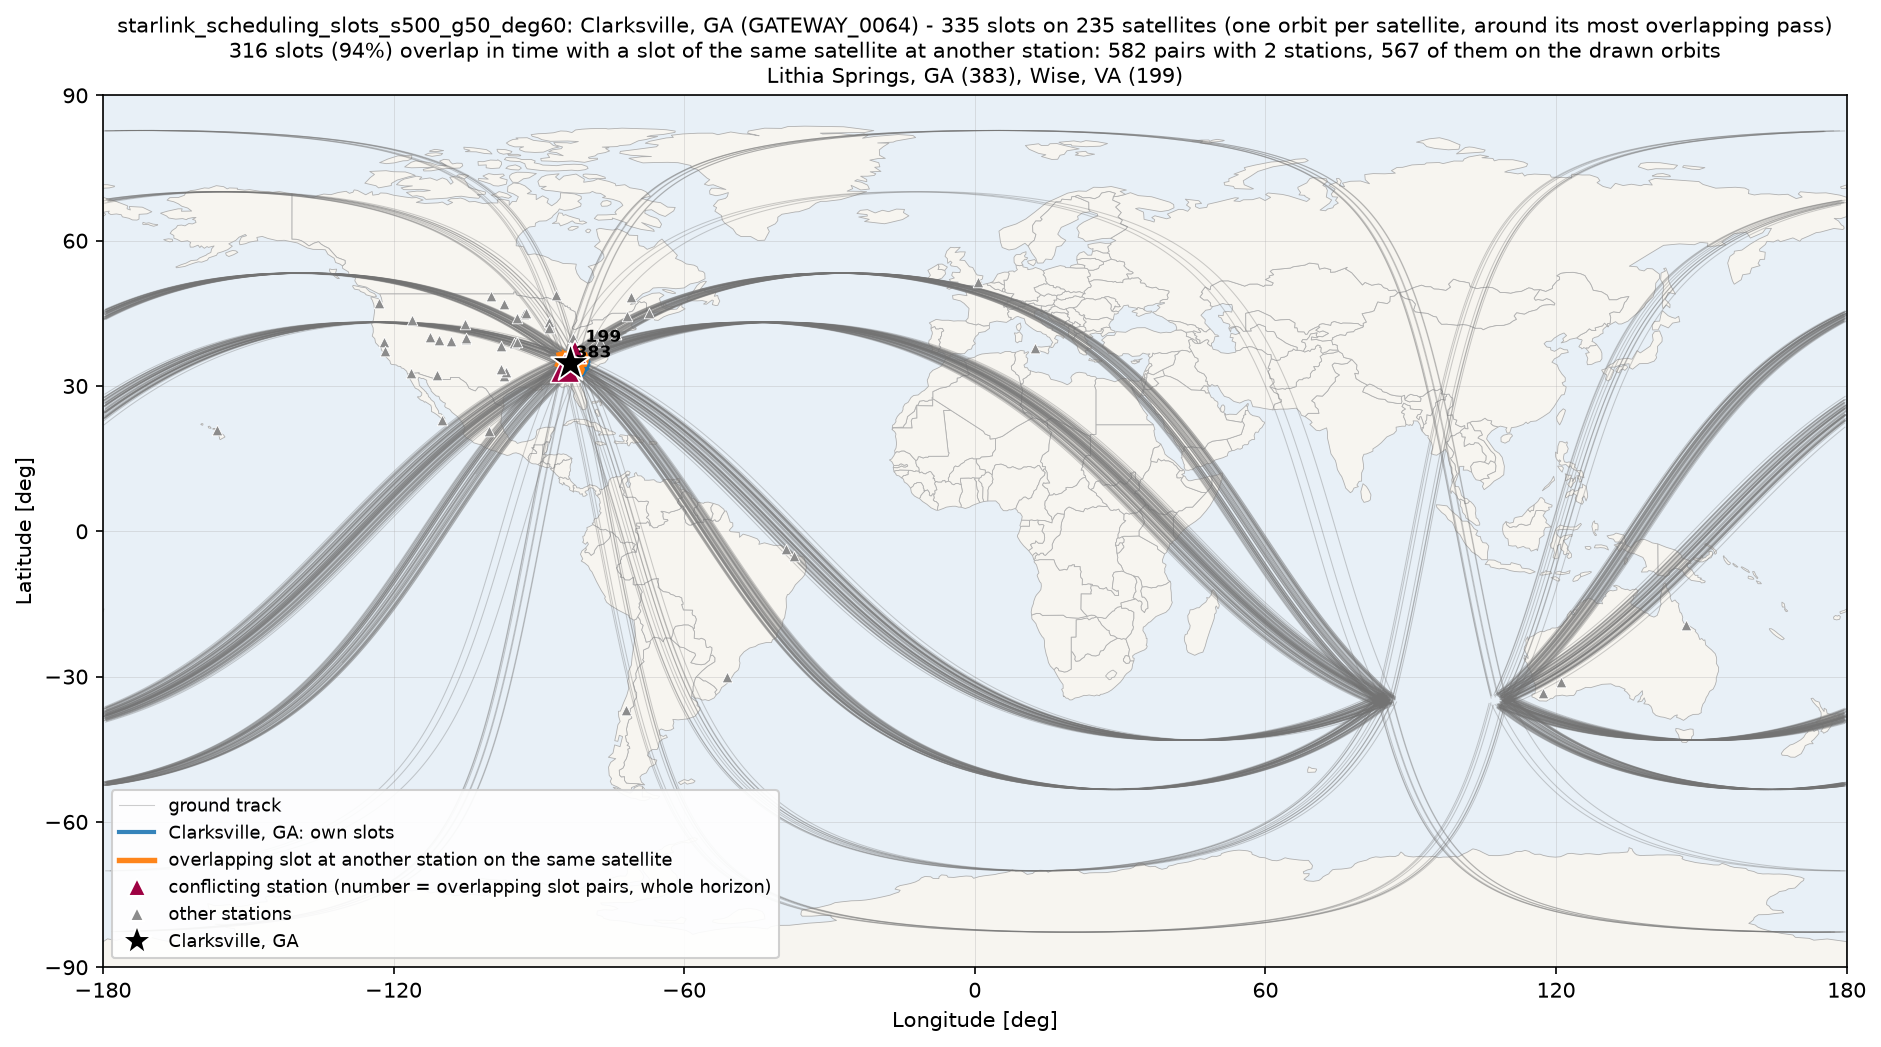 starlink_scheduling_slots_s500_g50_deg60: Clarksville, GA (GATEWAY_0064) - 335 slots on 235 satellites (one orbit per satellite, around its most overlapping pass)
316 slots (94%) overlap in time with a slot of the same satellite at another station: 582 pairs with 2 stations, 567 of them on the drawn orbits
Lithia Springs, GA (383), Wise, VA (199)
90
60
30
0
−30
−60
−90
Latitude [deg]
199
383
ground track
Clarksville, GA: own slots
overlapping slot at another station on the same satellite
conflicting station (number = overlapping slot pairs, whole horizon)
other stations
Clarksville, GA
−180
−120
−60
0
60
120
180
Longitude [deg]